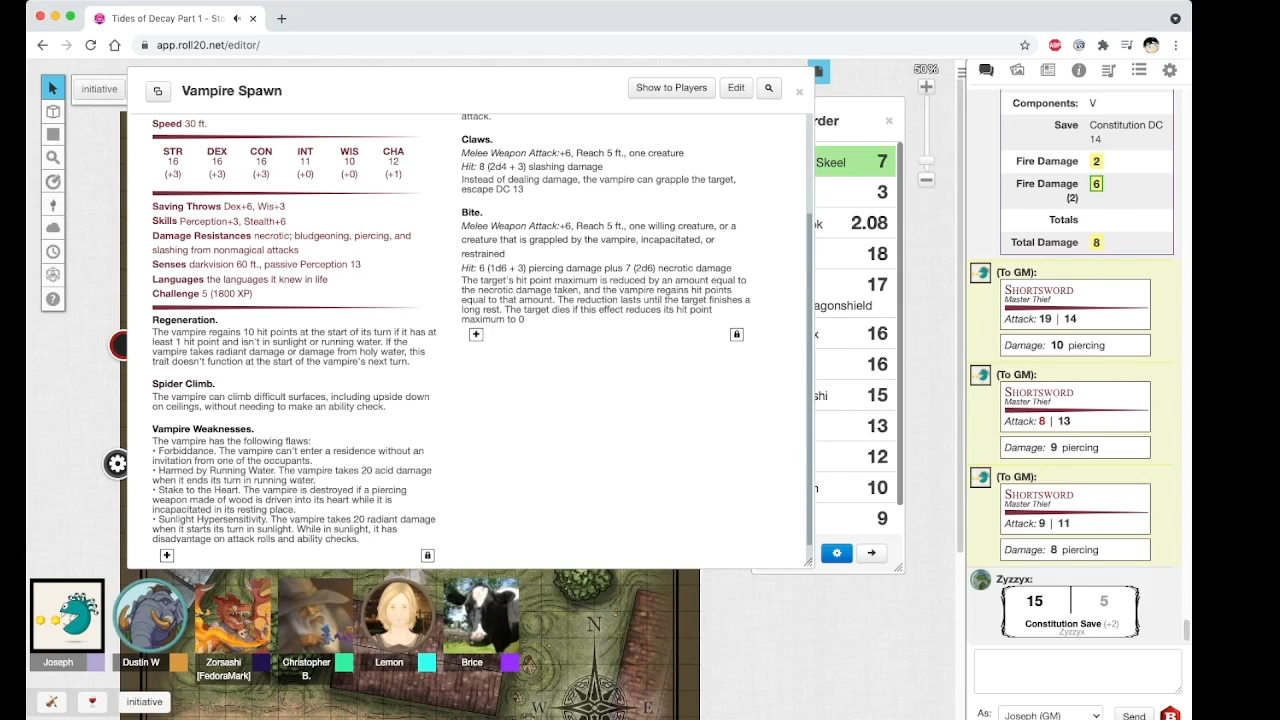 Tides of Decay Part 1 - Sto
app.roll20.net/editor/
ABP
initiative
Vampire Spawn
Show to Players
Edit
50%
Speed 30 ft.
STR DEX CON INT WIS CHA
16 16 16 11 10 12
(+3) (+3) (+3) (+0) (+0) (+1)
Saving Throws Dex+6, Wis+3
Skills Perception+3, Stealth+6
Damage Resistances necrotic; bludgeoning, piercing, and
slashing from nonmagical attacks
Senses darkvision 60 ft., passive Perception 13
Languages the languages it knew in life
Challenge 5 (1800 XP)
Regeneration.
The vampire regains 10 hit points at the start of its turn if it has at
least 1 hit point and isn't in sunlight or running water. If the
vampire takes radiant damage or damage from holy water, this
trait doesn't function at the start of the vampire's next turn.
Spider Climb.
The vampire can climb difficult surfaces, including upside down
on ceilings, without needing to make an ability check.
Vampire Weaknesses.
The vampire has the following flaws:
• Forbiddance. The vampire can't enter a residence without an
invitation from one of the occupants.
• Harmed by Running Water. The vampire takes 20 acid damage
when it ends its turn in running water.
• Stake to the Heart. The vampire is destroyed if a piercing
weapon made of wood is driven into its heart while it is
incapacitated in its resting place.
• Sunlight Hypersensitivity. The vampire takes 20 radiant damage
when it starts its turn in sunlight. While in sunlight, it has
disadvantage on attack rolls and ability checks.
attack.
Claws.
Melee Weapon Attack:+6, Reach 5 ft., one creature
Hit: 8 (2d4 + 3) slashing damage
Instead of dealing damage, the vampire can grapple the target,
escape DC 13
Bite.
Melee Weapon Attack:+6, Reach 5 ft., one willing creature, or a
creature that is grappled by the vampire, incapacitated, or
restrained
Hit: 6 (1d6 + 3) piercing damage plus 7 (2d6) necrotic damage
The target's hit point maximum is reduced by an amount equal to
the necrotic damage taken, and the vampire regains hit points
equal to that amount. The reduction lasts until the target finishes a
long rest. The target dies if this effect reduces its hit point
maximum to 0
rder
Skeel 7
3
ok 2.08
18
17
agonshield
x 16
16
shi 15
13
12
n 10
9
Components: V
Save Constitution DC
14
Fire Damage 2
Fire Damage 6
(2)
Totals
Total Damage 8
(To GM):
SHORTSWORD
Master Thief
Attack: 19 | 14
Damage: 10 piercing
(To GM):
SHORTSWORD
Master Thief
Attack: 8 | 13
Damage: 9 piercing
(To GM):
SHORTSWORD
Master Thief
Attack: 9 | 11
Damage: 8 piercing
Zyzzyx:
15 5
Constitution Save (+2)
Zyzzyx
As: Joseph (GM) Send
Joseph
Dustin W
Zorsashi
[FedoraMark]
Christopher
B.
Lemon
Brice
initiative
N
W
E